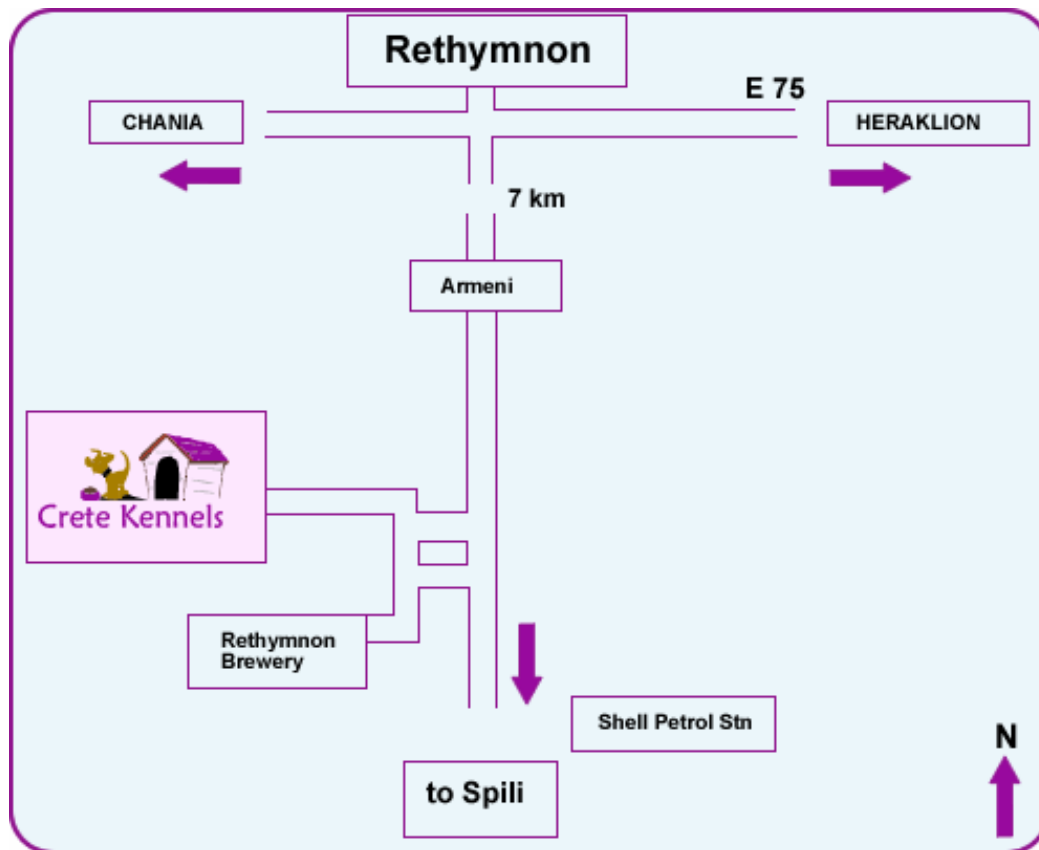 Rethymnon
E 75
CHANIA
HERAKLION
7 km
Armeni
Crete Kennels
Rethymnon
Brewery
Shell Petrol Stn
N
to Spili